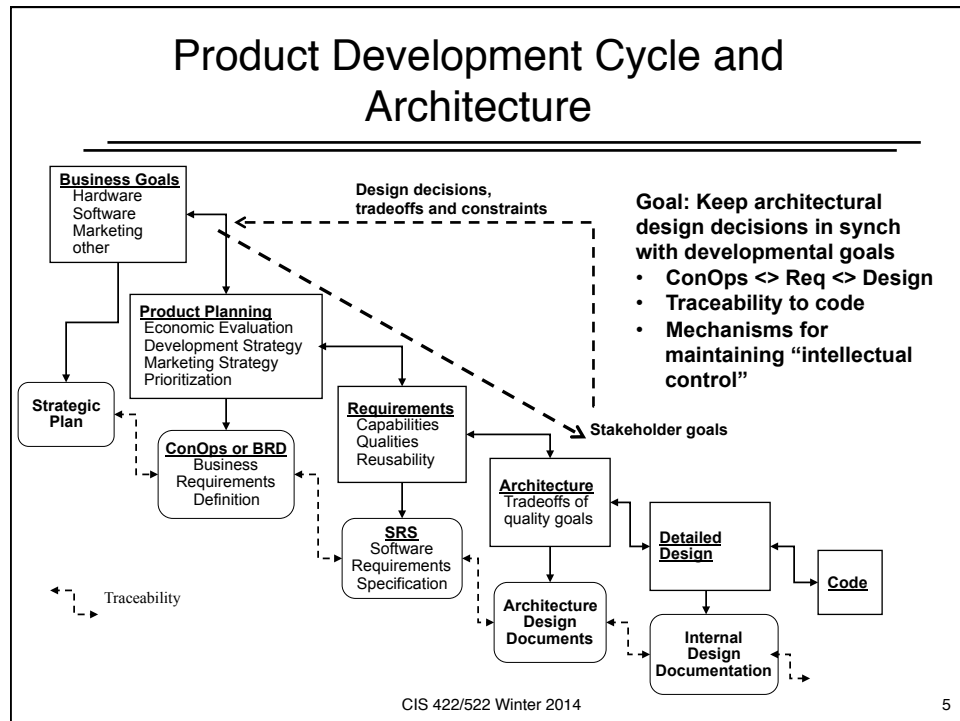 Product Development Cycle and
Architecture
Business Goals
Hardware
Software
Marketing
other
Design decisions,
tradeoffs and constraints
Goal: Keep architectural
design decisions in synch
with developmental goals
• ConOps <> Req <> Design
• Traceability to code
• Mechanisms for
maintaining “intellectual
control”
Product Planning
Economic Evaluation
Development Strategy
Marketing Strategy
Prioritization
Strategic
Plan
ConOps or BRD
Business
Requirements
Definition
Requirements
Capabilities
Qualities
Reusability
Stakeholder goals
Architecture
Tradeoffs of
quality goals
SRS
Software
Requirements
Specification
Detailed
Design
Code
Traceability
Architecture
Design
Documents
Internal
Design
Documentation
CIS 422/522 Winter 2014
5